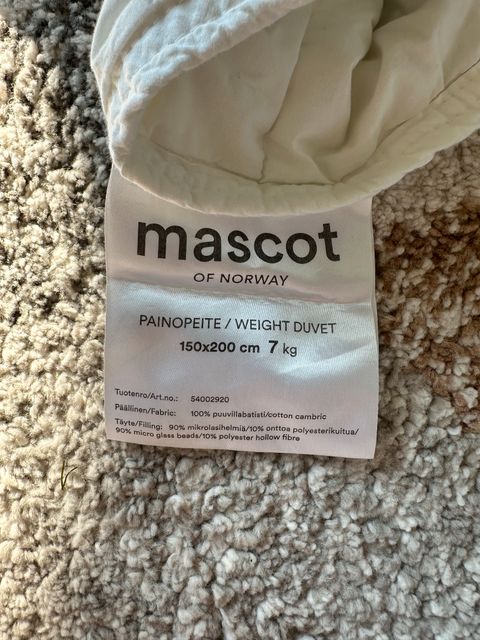 mascot
OF NORWAY
PAINOPEITE / WEIGHT DUVET
150x200 cm 7 kg
Tuotenro/Art.no.: 54002920
Päällinen/Fabric: 100% puuvillabatisti/cotton cambric
Täyte/Filling: 90% mikrolasihelmiä/10% onttoa polyesterikuitua/
90% micro glass beads/10% polyester hollow fibre